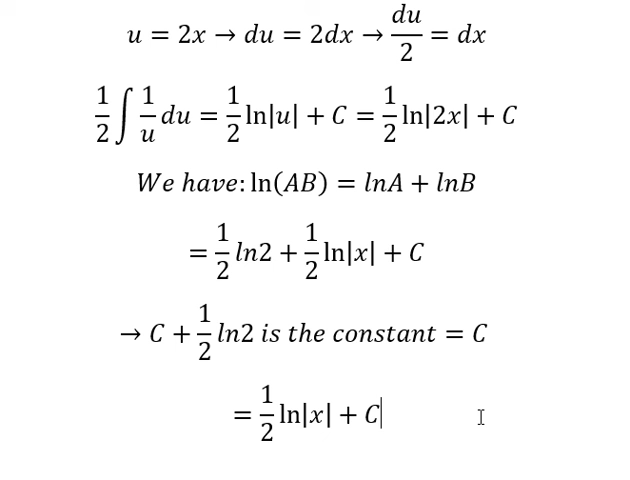 u = 2x → du = 2dx → du/2 = dx
1/2 ∫ 1/u du = 1/2 ln|u| + C = 1/2 ln|2x| + C
We have: ln(AB) = lnA + lnB
= 1/2 ln2 + 1/2 ln|x| + C
→ C + 1/2 ln2 is the constant = C
= 1/2 ln|x| + C